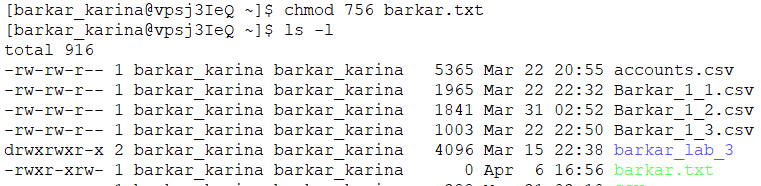 [barkar_karina@vpsj3IeQ ~]$ chmod 756 barkar.txt
[barkar_karina@vpsj3IeQ ~]$ ls -l
total 916
-rw-rw-r-- 1 barkar_karina barkar_karina 5365 Mar 22 20:55 accounts.csv
-rw-rw-r-- 1 barkar_karina barkar_karina 1965 Mar 22 22:32 Barkar_1_1.csv
-rw-rw-r-- 1 barkar_karina barkar_karina 1841 Mar 31 02:52 Barkar_1_2.csv
-rw-rw-r-- 1 barkar_karina barkar_karina 1003 Mar 22 22:50 Barkar_1_3.csv
drwxrwxr-x 2 barkar_karina barkar_karina 4096 Mar 15 22:38 barkar_lab_3
-rwxr-xrw- 1 barkar_karina barkar_karina 0 Apr 6 16:56 barkar.txt